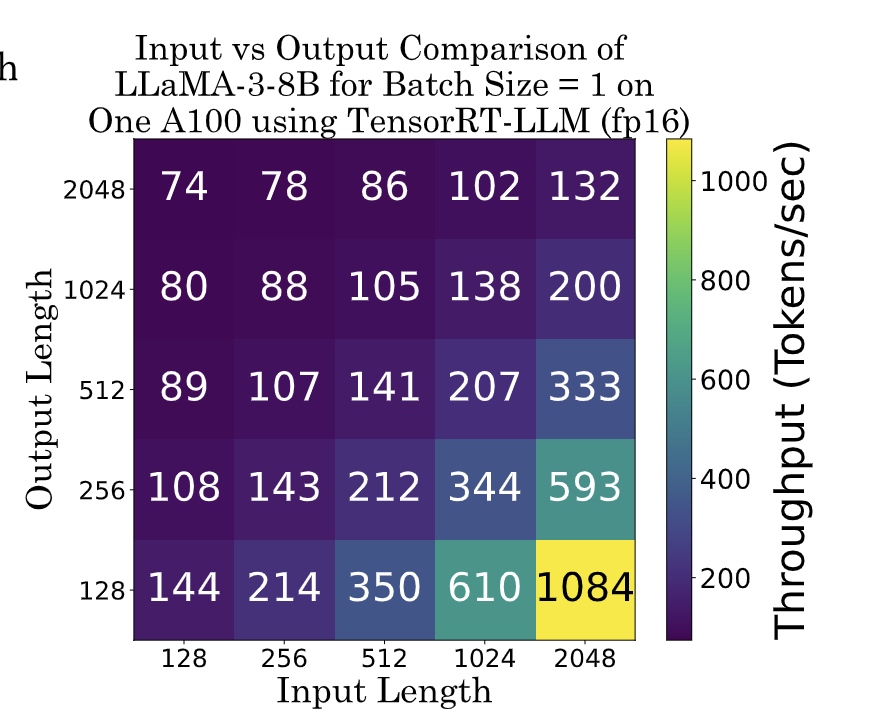 h
Input vs Output Comparison of
LLaMA-3-8B for Batch Size = 1 on
One A100 using TensorRT-LLM (fp16)
2048 74 78 86 102 132
1024 80 88 105 138 200
512 89 107 141 207 333
256 108 143 212 344 593
128 144 214 350 610 1084
128 256 512 1024 2048
Input Length
Output Length
1000
800
600
400
200
Throughput (Tokens/sec)